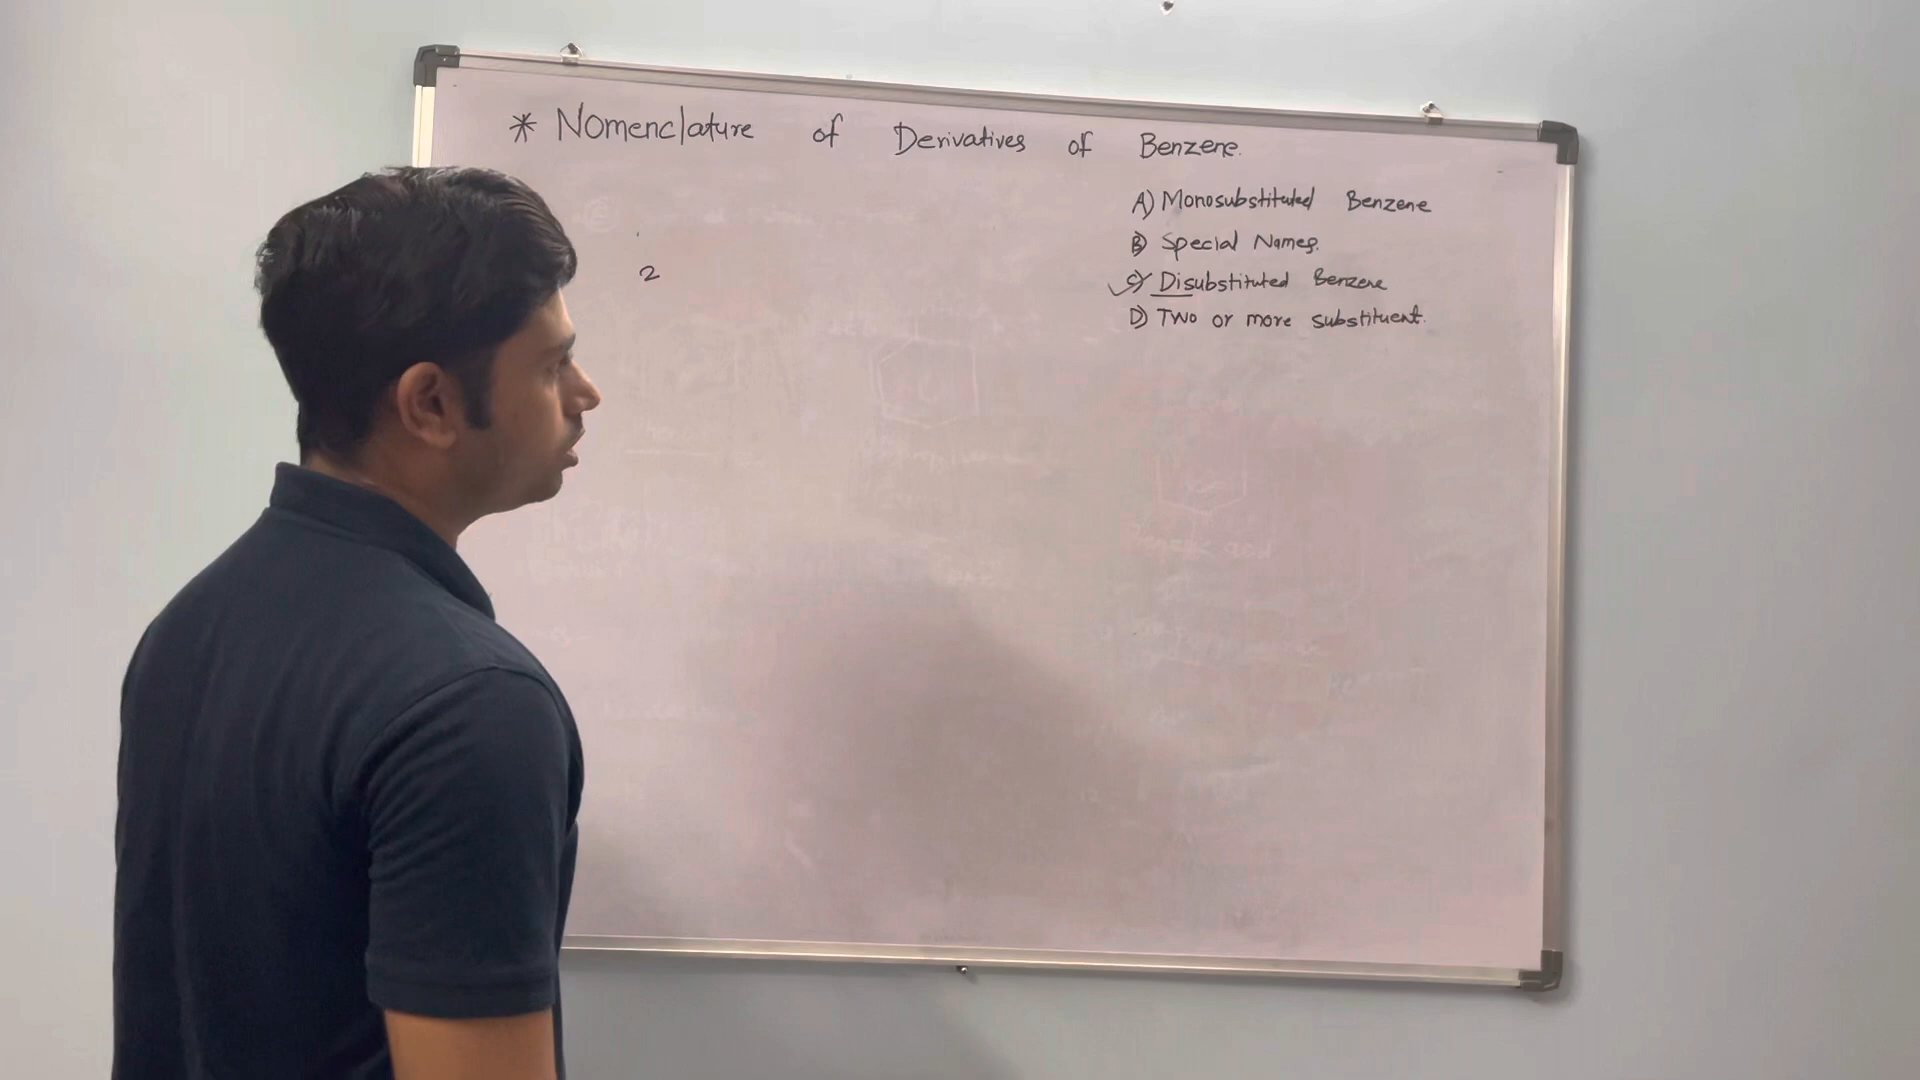 * Nomenclature of Derivatives of Benzene.
A) Monosubstituted Benzene
B) Special Names.
C) Disubstituted Benzene
D) Two or more substituent.
2